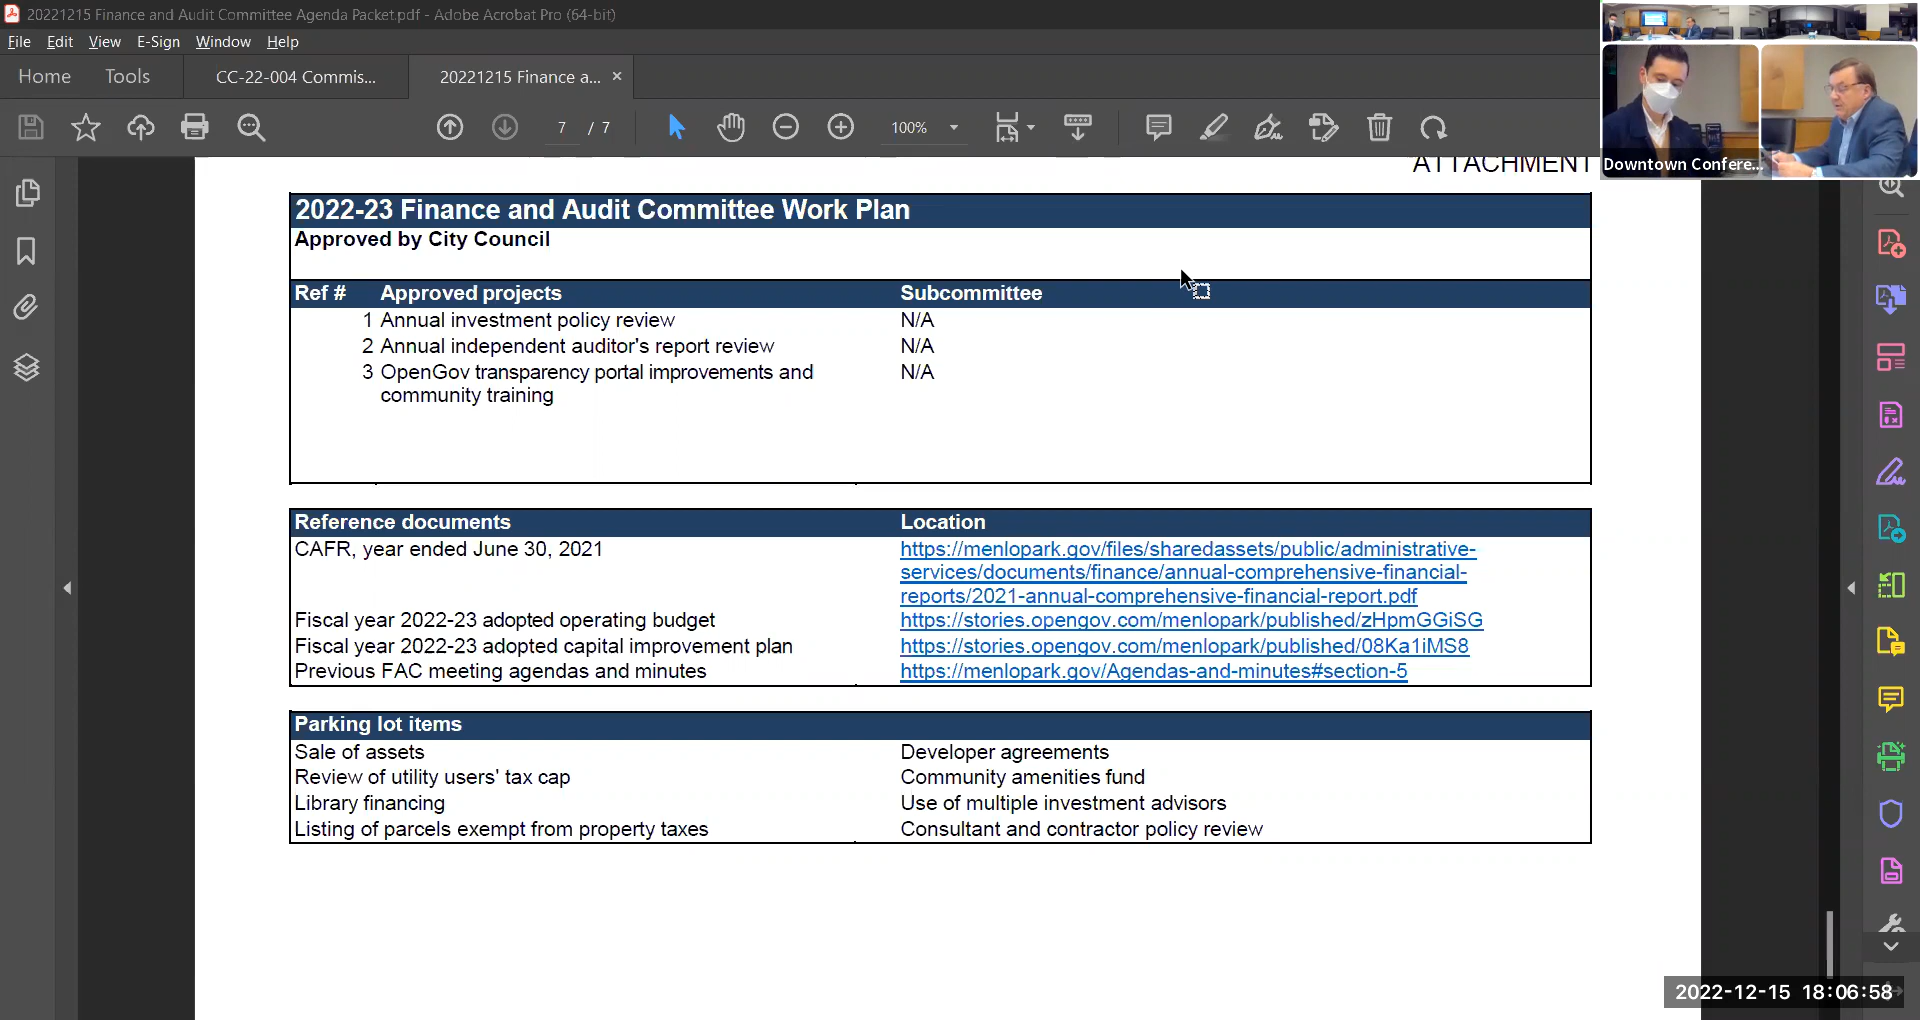 20221215 Finance and Audit Committee Agenda Packet.pdf - Adobe Acrobat Pro (64-bit)
File Edit View E-Sign Window Help
Home Tools CC-22-004 Commis... 20221215 Finance a... ×
7 / 7 100%
Downtown Confere...
ATTACHMENT
2022-23 Finance and Audit Committee Work Plan
Approved by City Council
Ref # Approved projects Subcommittee
1 Annual investment policy review N/A
2 Annual independent auditor's report review N/A
3 OpenGov transparency portal improvements and N/A
community training
Reference documents Location
CAFR, year ended June 30, 2021 https://menlopark.gov/files/sharedassets/public/administrative-
services/documents/finance/annual-comprehensive-financial-
reports/2021-annual-comprehensive-financial-report.pdf
Fiscal year 2022-23 adopted operating budget https://stories.opengov.com/menlopark/published/zHpmGGiSG
Fiscal year 2022-23 adopted capital improvement plan https://stories.opengov.com/menlopark/published/08Ka1iMS8
Previous FAC meeting agendas and minutes https://menlopark.gov/Agendas-and-minutes#section-5
Parking lot items
Sale of assets Developer agreements
Review of utility users' tax cap Community amenities fund
Library financing Use of multiple investment advisors
Listing of parcels exempt from property taxes Consultant and contractor policy review
2022-12-15 18:06:58